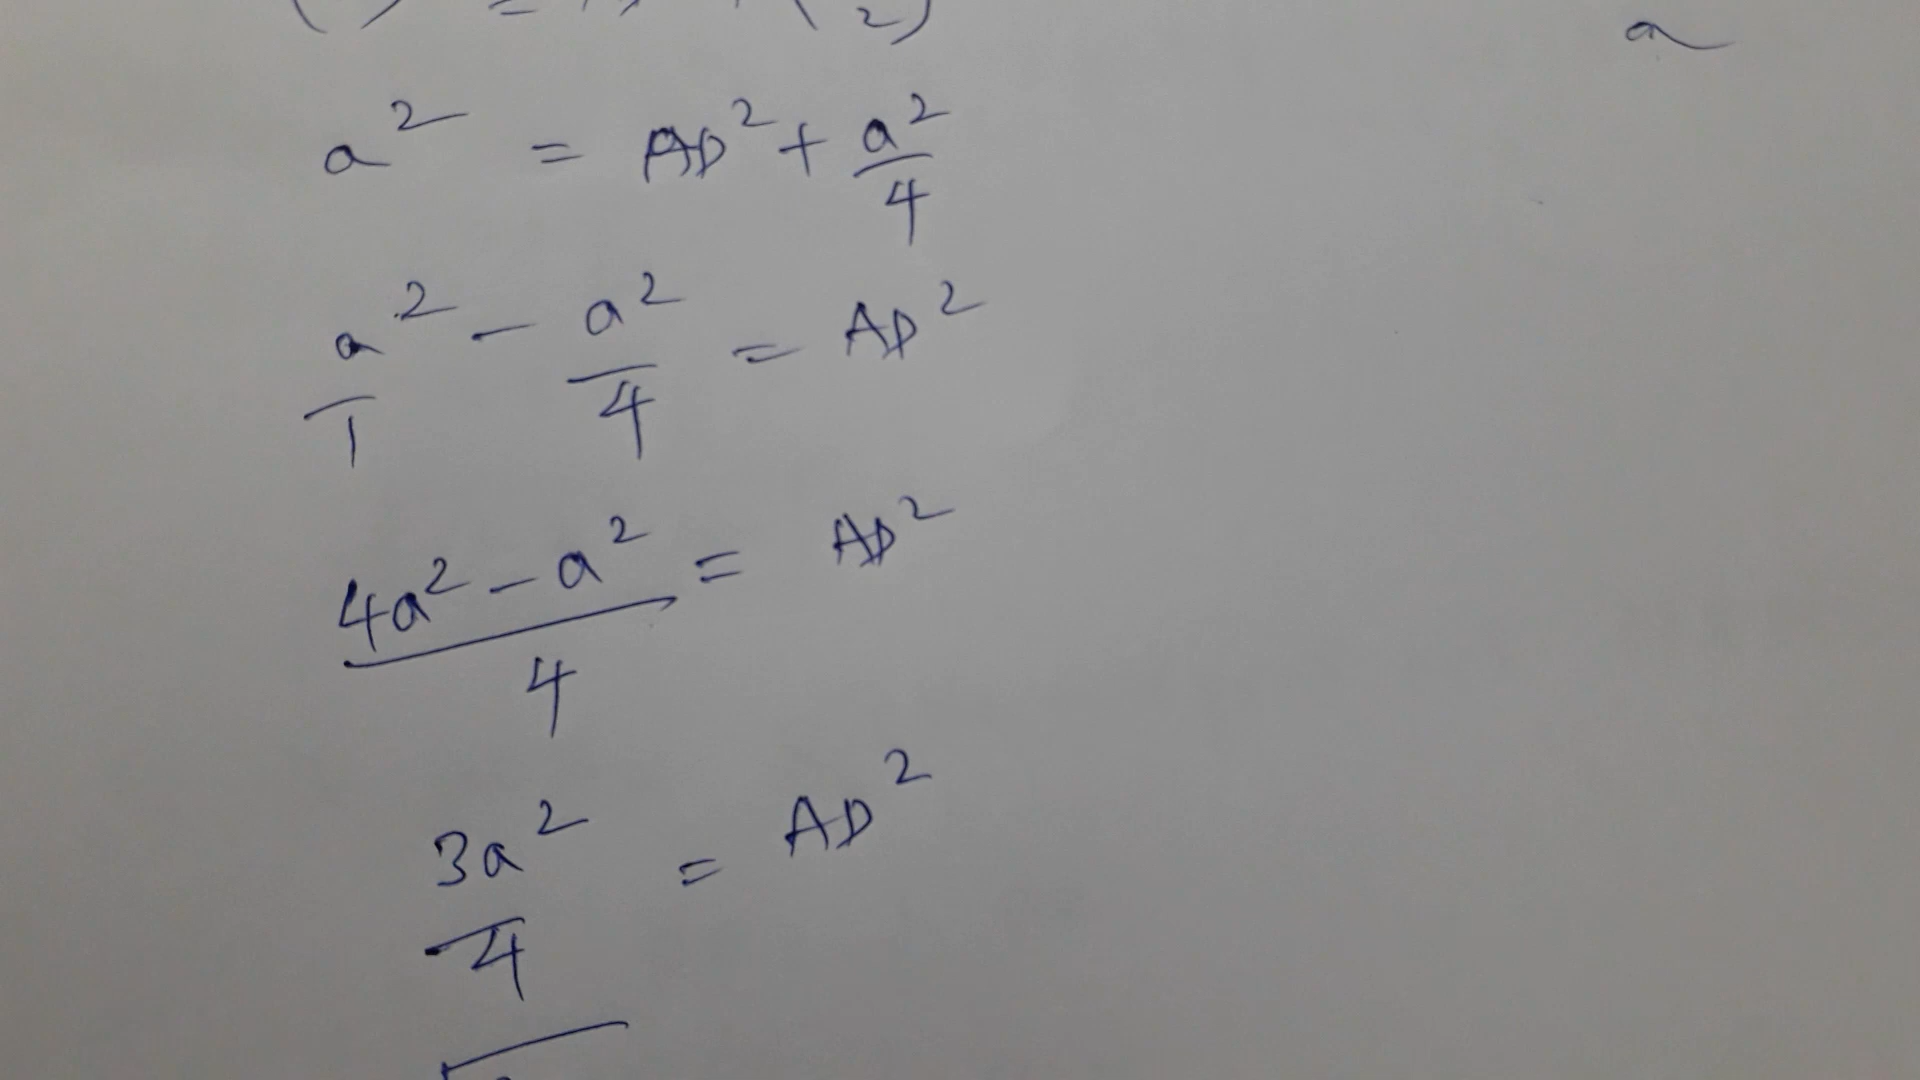 a² = AD² + a²/4
a²/1 - a²/4 = AD²
(4a² - a²)/4 = AD²
3a²/4 = AD²